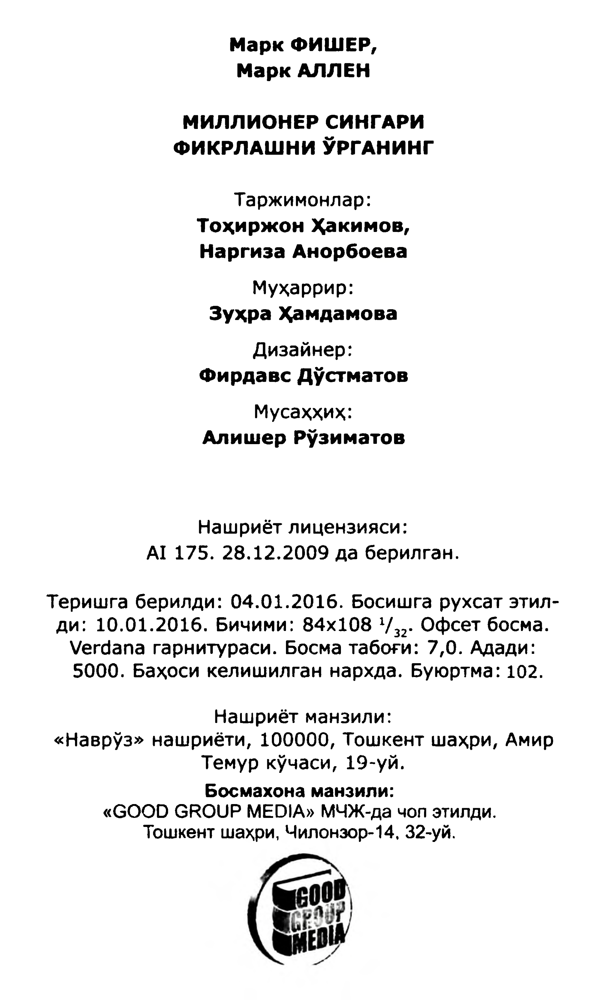 Марк ФИШЕР,
Марк АЛЛЕН
МИЛЛИОНЕР СИНГАРИ
ФИКРЛАШНИ ЎРГАНИНГ
Таржимонлар:
Тоҳиржон Ҳакимов,
Наргиза Анорбоева
Муҳаррир:
Зуҳра Ҳамдамова
Дизайнер:
Фирдавс Дўстматов
Мусаҳҳиҳ:
Алишер Рўзиматов
Нашриёт лицензияси:
AI 175. 28.12.2009 да берилган.
Теришга берилди: 04.01.2016. Босишга рухсат этил-
ди: 10.01.2016. Бичими: 84х108 ¹/₃₂. Офсет босма.
Verdana гарнитураси. Босма табоғи: 7,0. Адади:
5000. Баҳоси келишилган нархда. Буюртма: 102.
Нашриёт манзили:
«Наврўз» нашриёти, 100000, Тошкент шаҳри, Амир
Темур кўчаси, 19-уй.
Босмахона манзили:
«GOOD GROUP MEDIA» МЧЖ-да чоп этилди.
Тошкент шаҳри, Чилонзор-14, 32-уй.
GOOD
GROUP
MEDIA